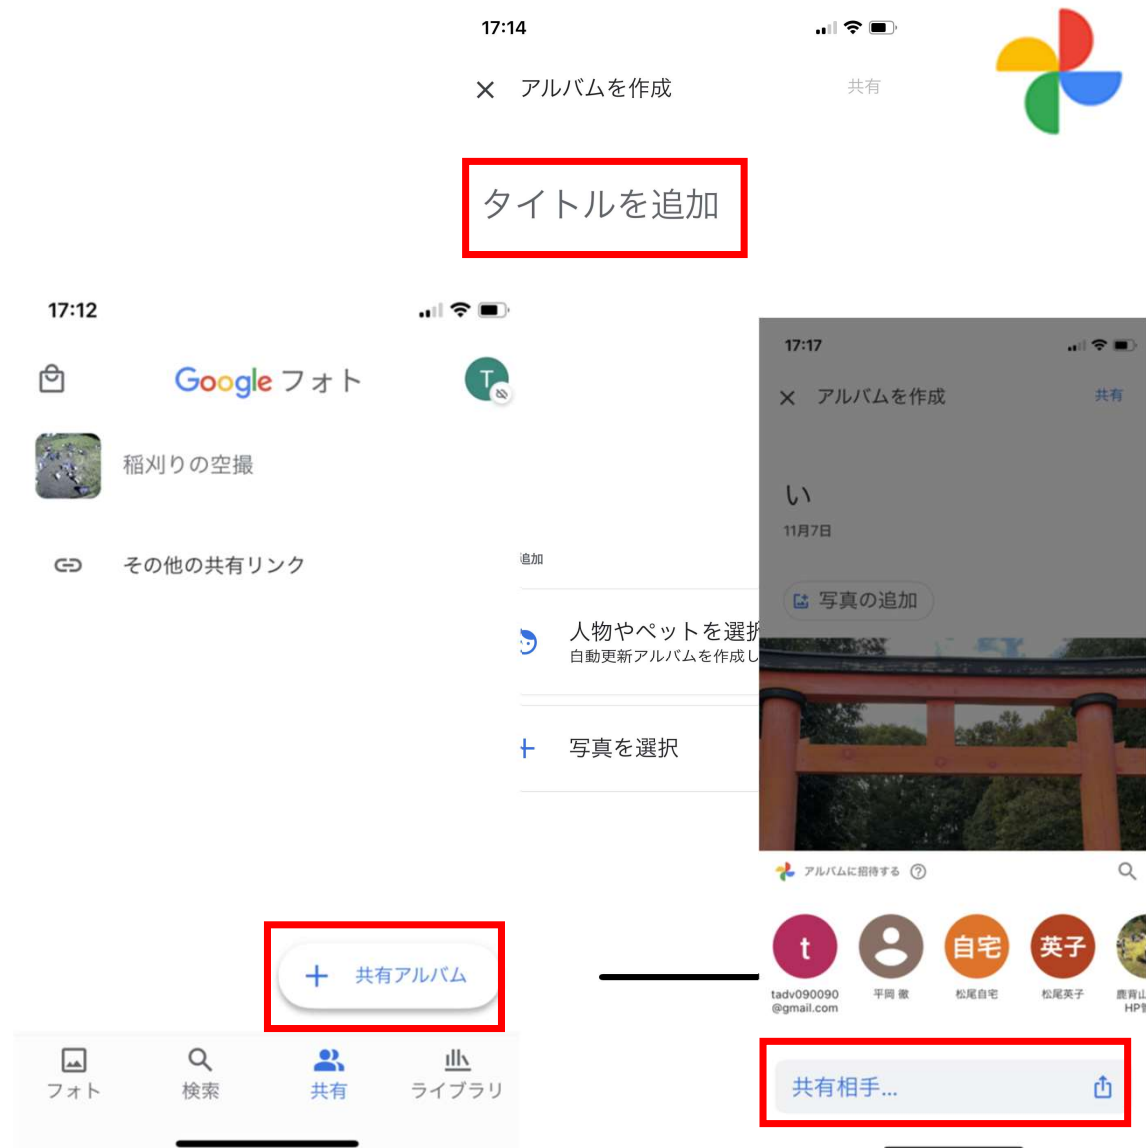 17:14
アルバムを作成
共有
タイトルを追加
17:12
Google フォト
T
稲刈りの空撮
その他の共有リンク
共有アルバム
フォト
検索
共有
ライブラリ
追加
人物やペットを選択
自動更新アルバムを作成し
写真を選択
17:17
アルバムを作成
共有
い
11月7日
写真の追加
アルバムに招待する
t
自宅
英子
tadv090090
@gmail.com
平岡 徹
松尾自宅
松尾英子
鹿背山
HP
共有相手...